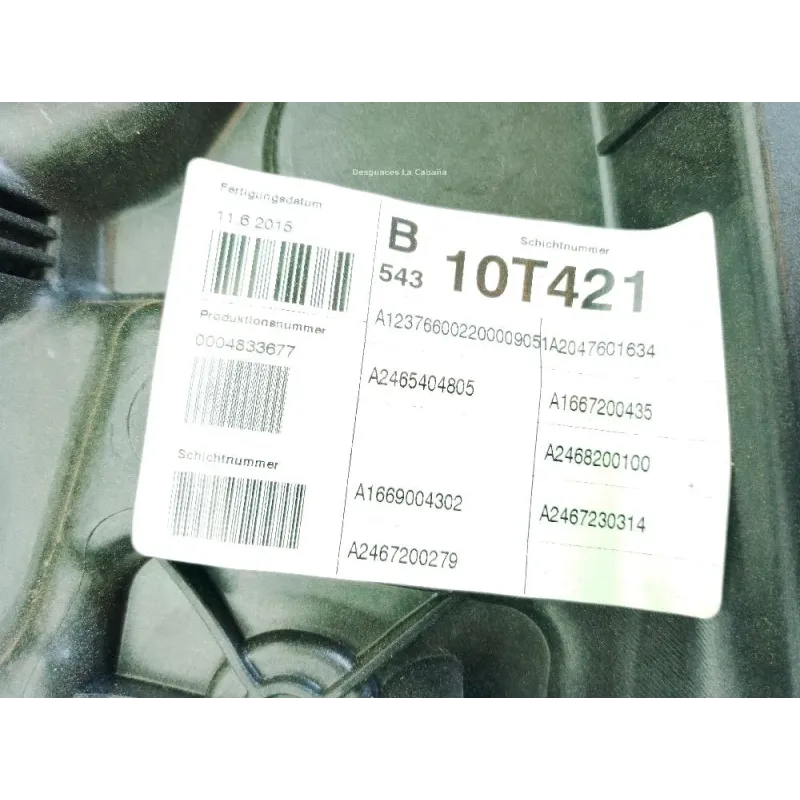 Desguaces La Cabaña
Fertigungsdatum
11.6.2015
Produktionsnummer
0004833677
Schichtnummer
B
543
Schichtnummer
10T421
A123766002200009051
A2465404805
A1669004302
A2467200279
A2047601634
A1667200435
A2468200100
A2467230314